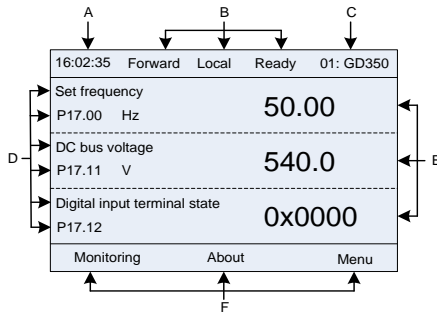 A B C
16:02:35 Forward Local Ready 01: GD350
Set frequency
P17.00 Hz 50.00
DC bus voltage
P17.11 V 540.0
Digital input terminal state
P17.12 0x0000
D
E
Monitoring About Menu
F